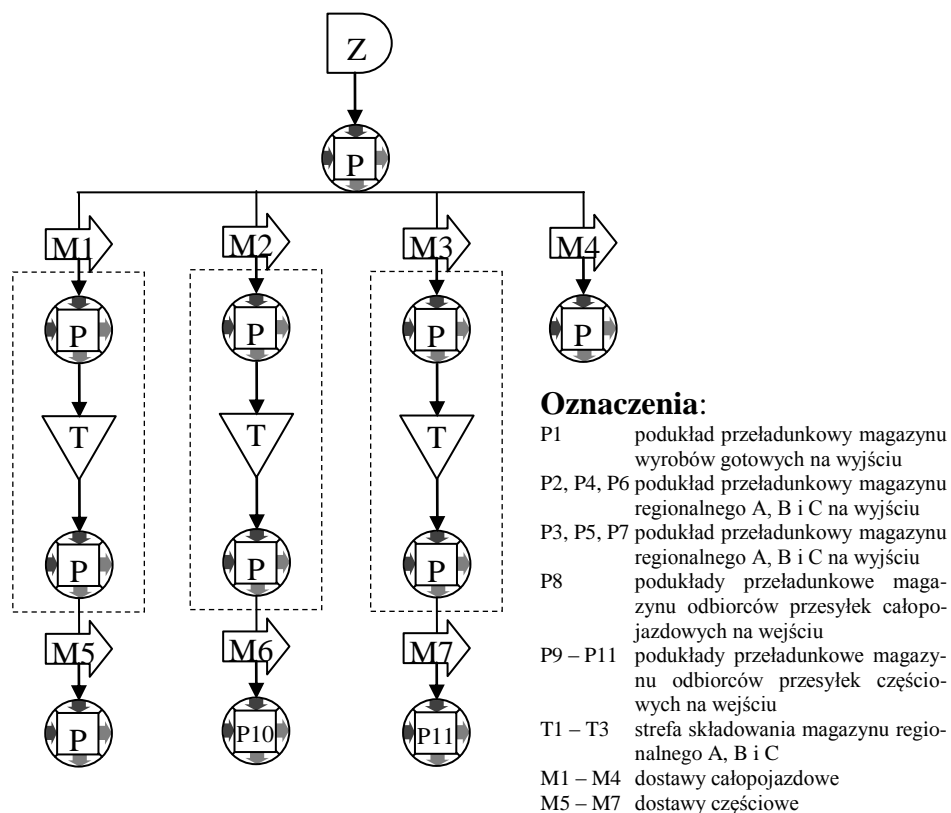 Z
P
M1 M2 M3 M4
P P P P
T T T
P P P
M5 M6 M7
P P10 P11
Oznaczenia:
P1 podukład przeładunkowy magazynu
wyrobów gotowych na wyjściu
P2, P4, P6 podukład przeładunkowy magazynu
regionalnego A, B i C na wyjściu
P3, P5, P7 podukład przeładunkowy magazynu
regionalnego A, B i C na wyjściu
P8 podukłady przeładunkowe maga-
zynu odbiorców przesyłek całopo-
jazdowych na wejściu
P9 – P11 podukłady przeładunkowe magazy-
nu odbiorców przesyłek częścio-
wych na wejściu
T1 – T3 strefa składowania magazynu regio-
nalnego A, B i C
M1 – M4 dostawy całopojazdowe
M5 – M7 dostawy częściowe